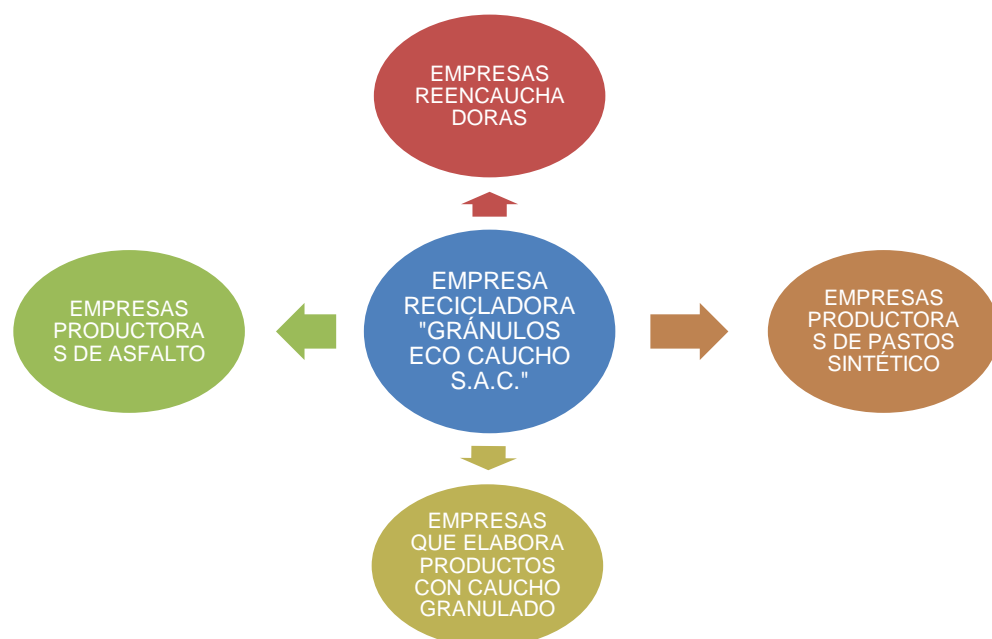 EMPRESAS
REENCAUCHA
DORAS
EMPRESAS
PRODUCTORA
S DE ASFALTO
EMPRESA
RECICLADORA
"GRÁNULOS
ECO CAUCHO
S.A.C."
EMPRESAS
PRODUCTORA
S DE PASTOS
SINTÉTICO
EMPRESAS
QUE ELABORA
PRODUCTOS
CON CAUCHO
GRANULADO